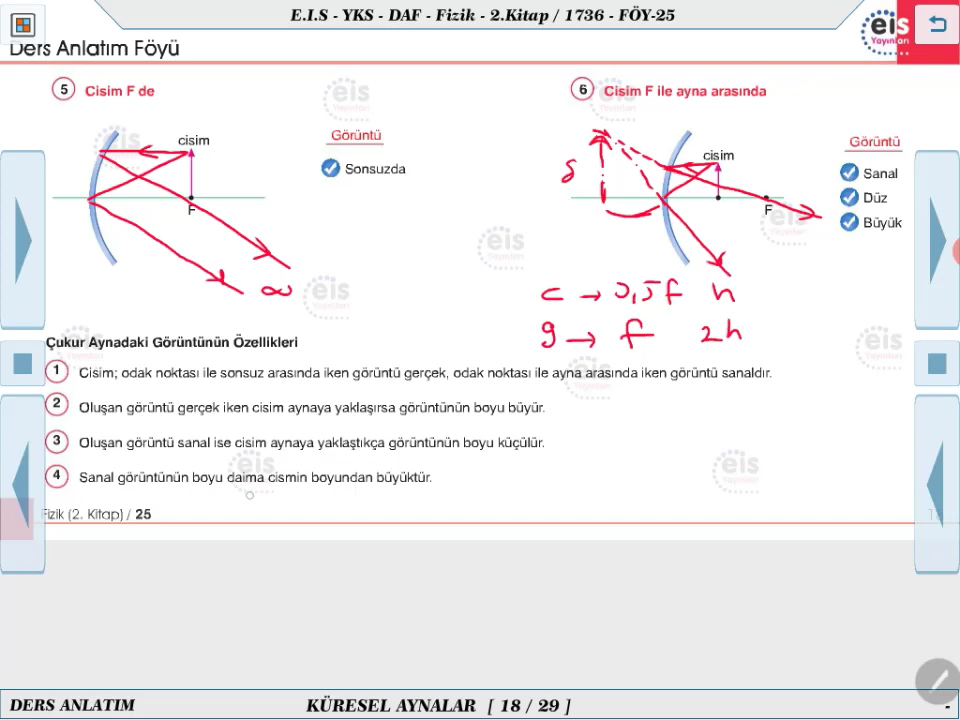 E.I.S - YKS - DAF - Fizik - 2.Kitap / 1736 - FÖY-25
Ders Anlatım Föyü
eis
Yayınları
5 Cisim F de
cisim
F
∞
Görüntü
Sonsuzda
6 Cisim F ile ayna arasında
cisim
F
g
Görüntü
Sanal
Düz
Büyük
c → 0,5f h
g → f 2h
Çukur Aynadaki Görüntünün Özellikleri
1 Cisim; odak noktası ile sonsuz arasında iken görüntü gerçek, odak noktası ile ayna arasında iken görüntü sanaldır.
2 Oluşan görüntü gerçek iken cisim aynaya yaklaşırsa görüntünün boyu büyür.
3 Oluşan görüntü sanal ise cisim aynaya yaklaştıkça görüntünün boyu küçülür.
4 Sanal görüntünün boyu daima cismin boyundan büyüktür.
Fizik (2. Kitap) / 25
DERS ANLATIM
KÜRESEL AYNALAR [ 18 / 29 ]
-